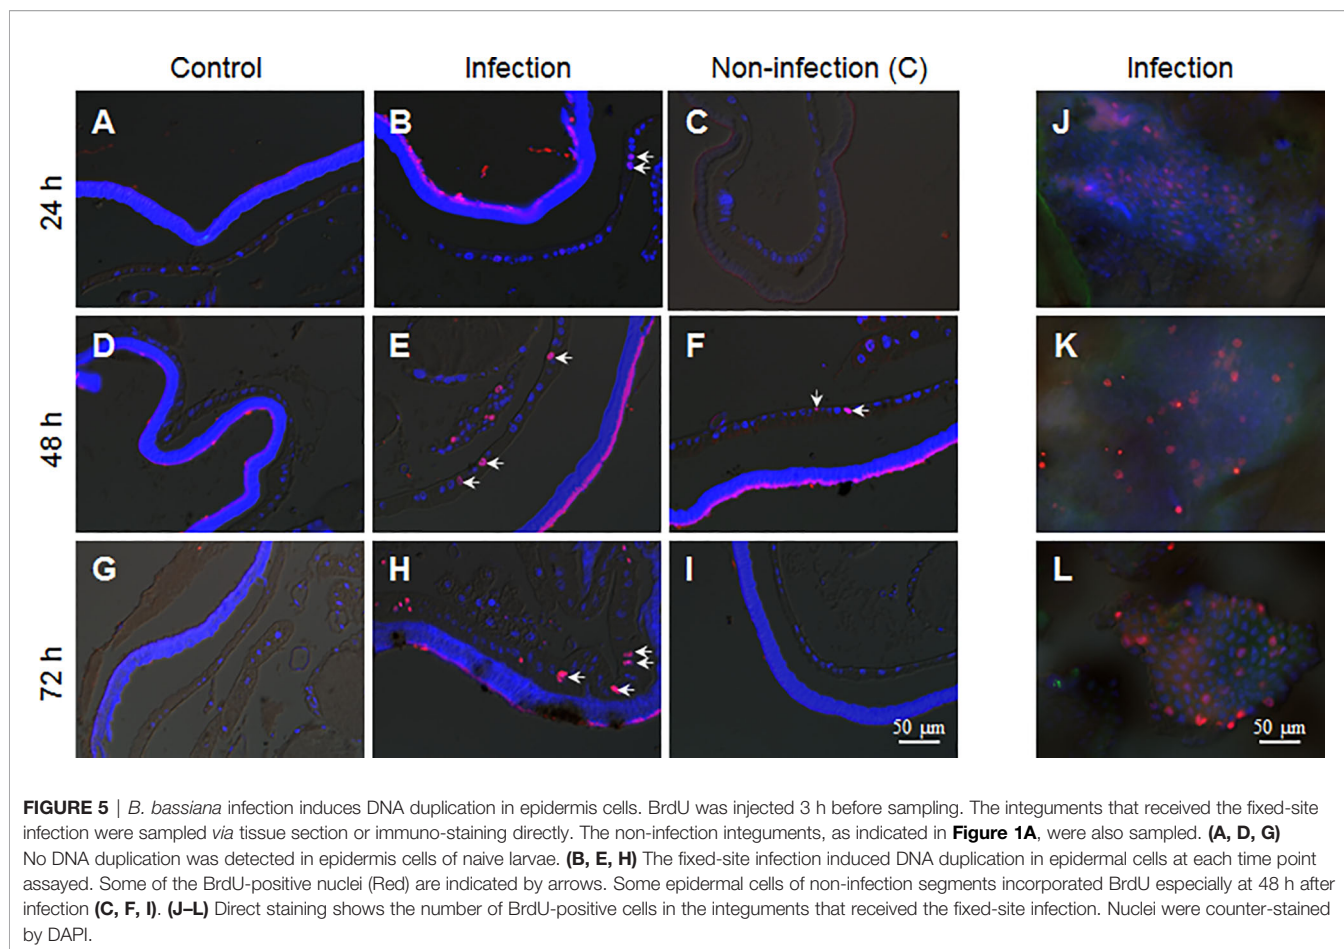 Control Infection Non-infection (C) Infection
24 h A B C J
48 h D E F K
72 h G H I L
50 µm 50 µm
FIGURE 5 | B. bassiana infection induces DNA duplication in epidermis cells. BrdU was injected 3 h before sampling. The integuments that received the fixed-site
infection were sampled via tissue section or immuno-staining directly. The non-infection integuments, as indicated in Figure 1A, were also sampled. (A, D, G)
No DNA duplication was detected in epidermis cells of naive larvae. (B, E, H) The fixed-site infection induced DNA duplication in epidermal cells at each time point
assayed. Some of the BrdU-positive nuclei (Red) are indicated by arrows. Some epidermal cells of non-infection segments incorporated BrdU especially at 48 h after
infection (C, F, I). (J–L) Direct staining shows the number of BrdU-positive cells in the integuments that received the fixed-site infection. Nuclei were counter-stained
by DAPI.